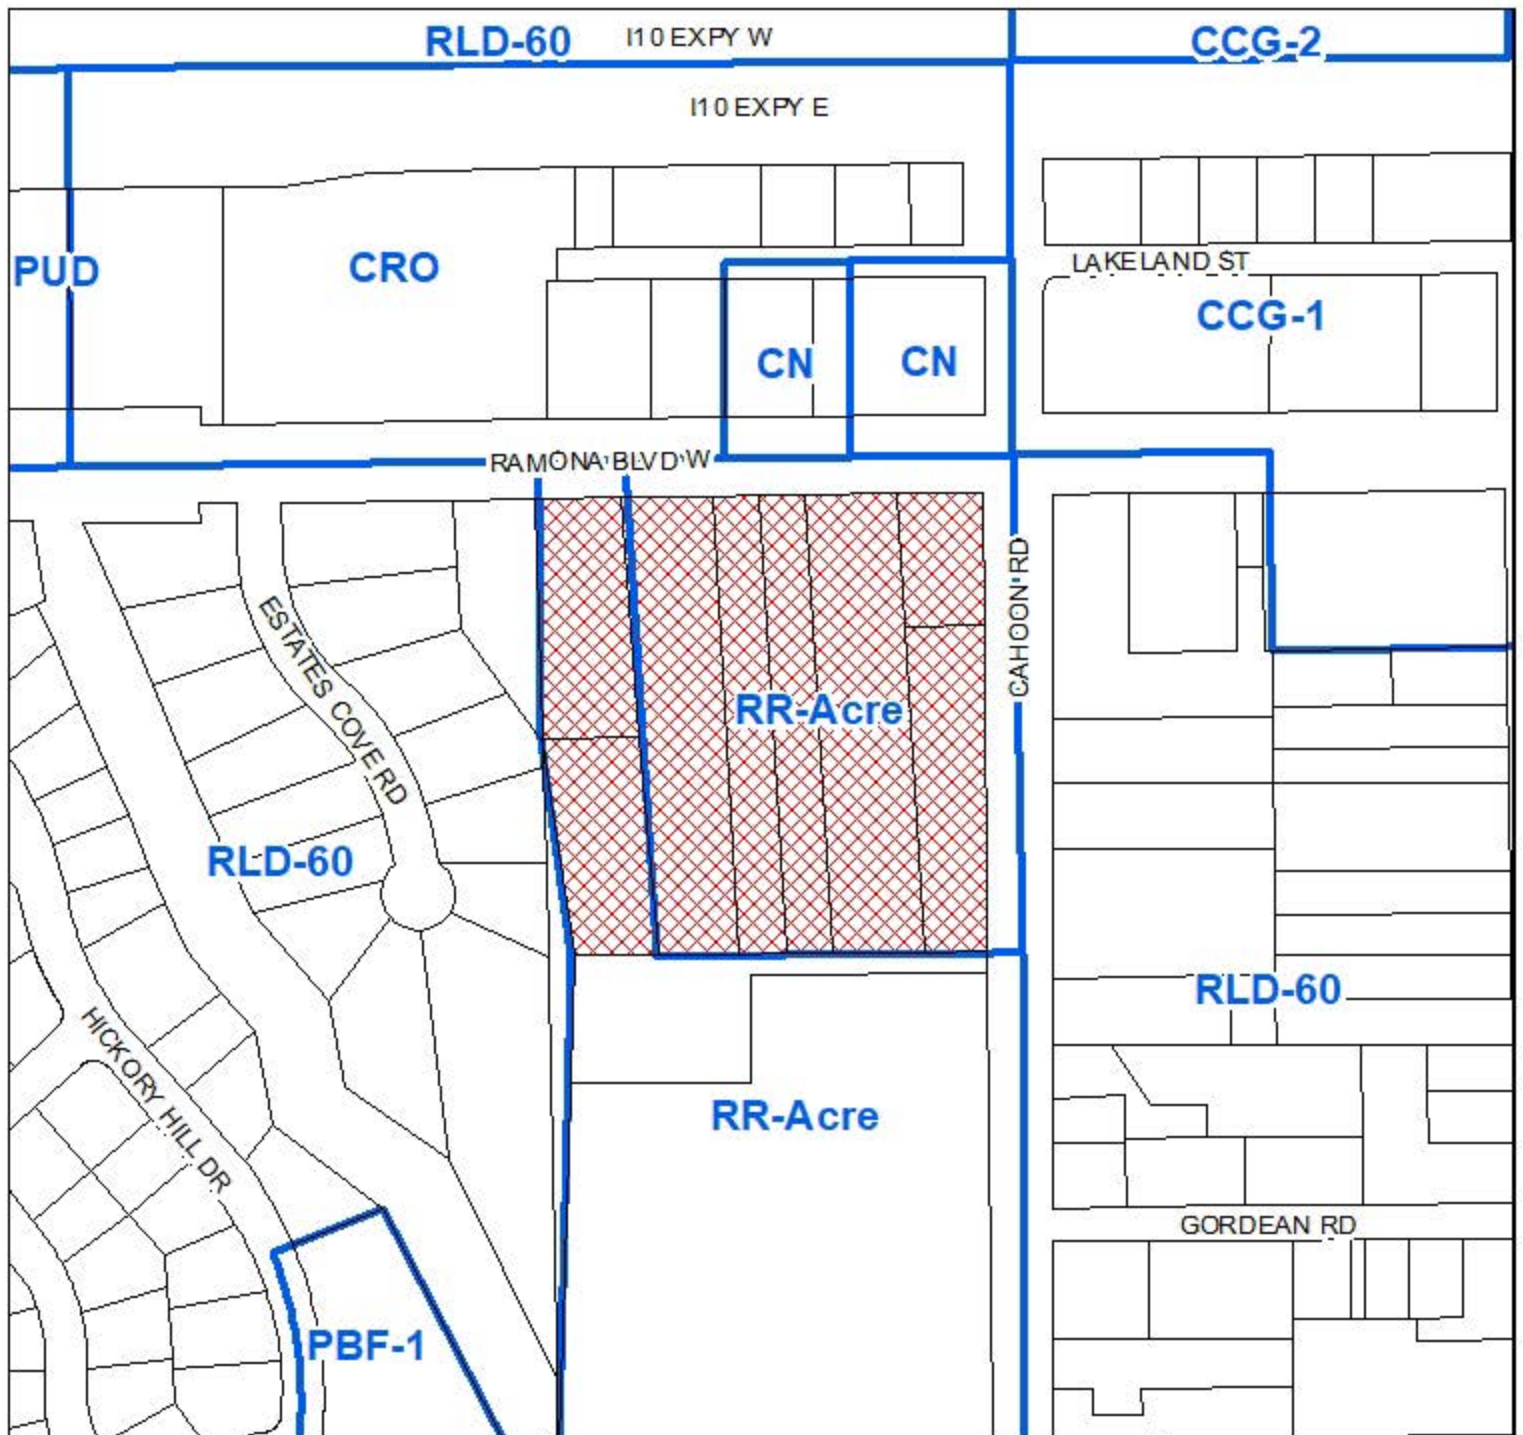 RLD-60
I10 EXPY W
CCG-2
I10 EXPY E
PUD
CRO
LAKELAND ST
CCG-1
CN
CN
RAMONA BLVD W
CAHOON RD
ESTATES COVE RD
RR-Acre
RLD-60
RLD-60
HICKORY HILL DR
RR-Acre
GORDEAN RD
PBF-1